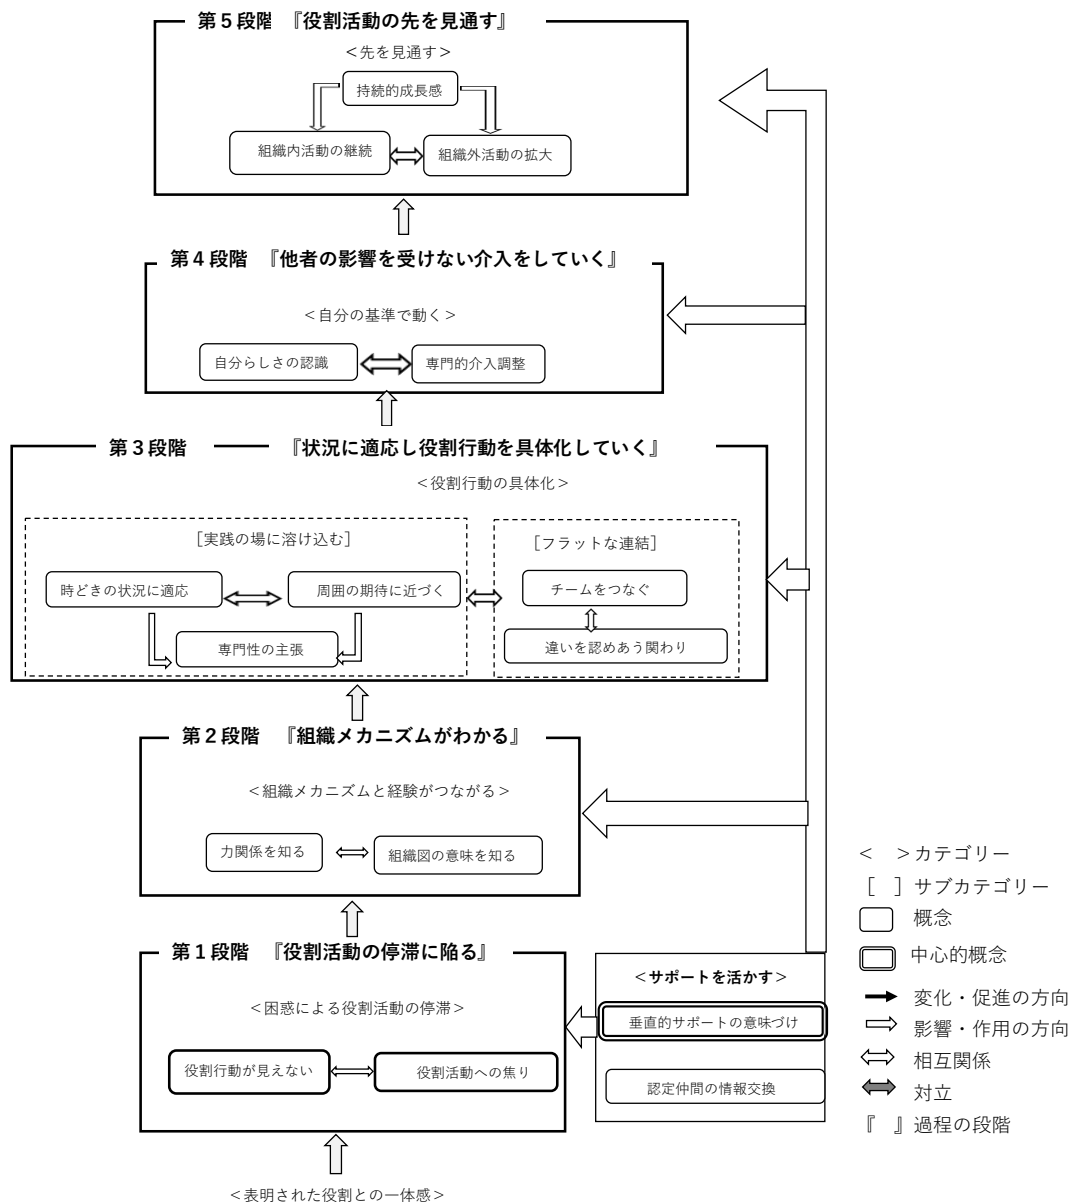 第５段階　『役割活動の先を見通す』
＜先を見通す＞
持続的成長感
組織内活動の継続
組織外活動の拡大
第４段階　『他者の影響を受けない介入をしていく』
＜自分の基準で動く＞
自分らしさの認識
専門的介入調整
第３段階　『状況に適応し役割行動を具体化していく』
＜役割行動の具体化＞
［実践の場に溶け込む］
［フラットな連結］
時どきの状況に適応
周囲の期待に近づく
チームをつなぐ
専門性の主張
違いを認めあう関わり
第２段階　『組織メカニズムがわかる』
＜組織メカニズムと経験がつながる＞
力関係を知る
組織図の意味を知る
第１段階　『役割活動の停滞に陥る』
＜困惑による役割活動の停滞＞
役割行動が見えない
役割活動への焦り
＜サポートを活かす＞
垂直的サポートの意味づけ
認定仲間の情報交換
＜表明された役割との一体感＞
＜　＞カテゴリー
［　］サブカテゴリー
概念
中心的概念
変化・促進の方向
影響・作用の方向
相互関係
対立
『　』過程の段階